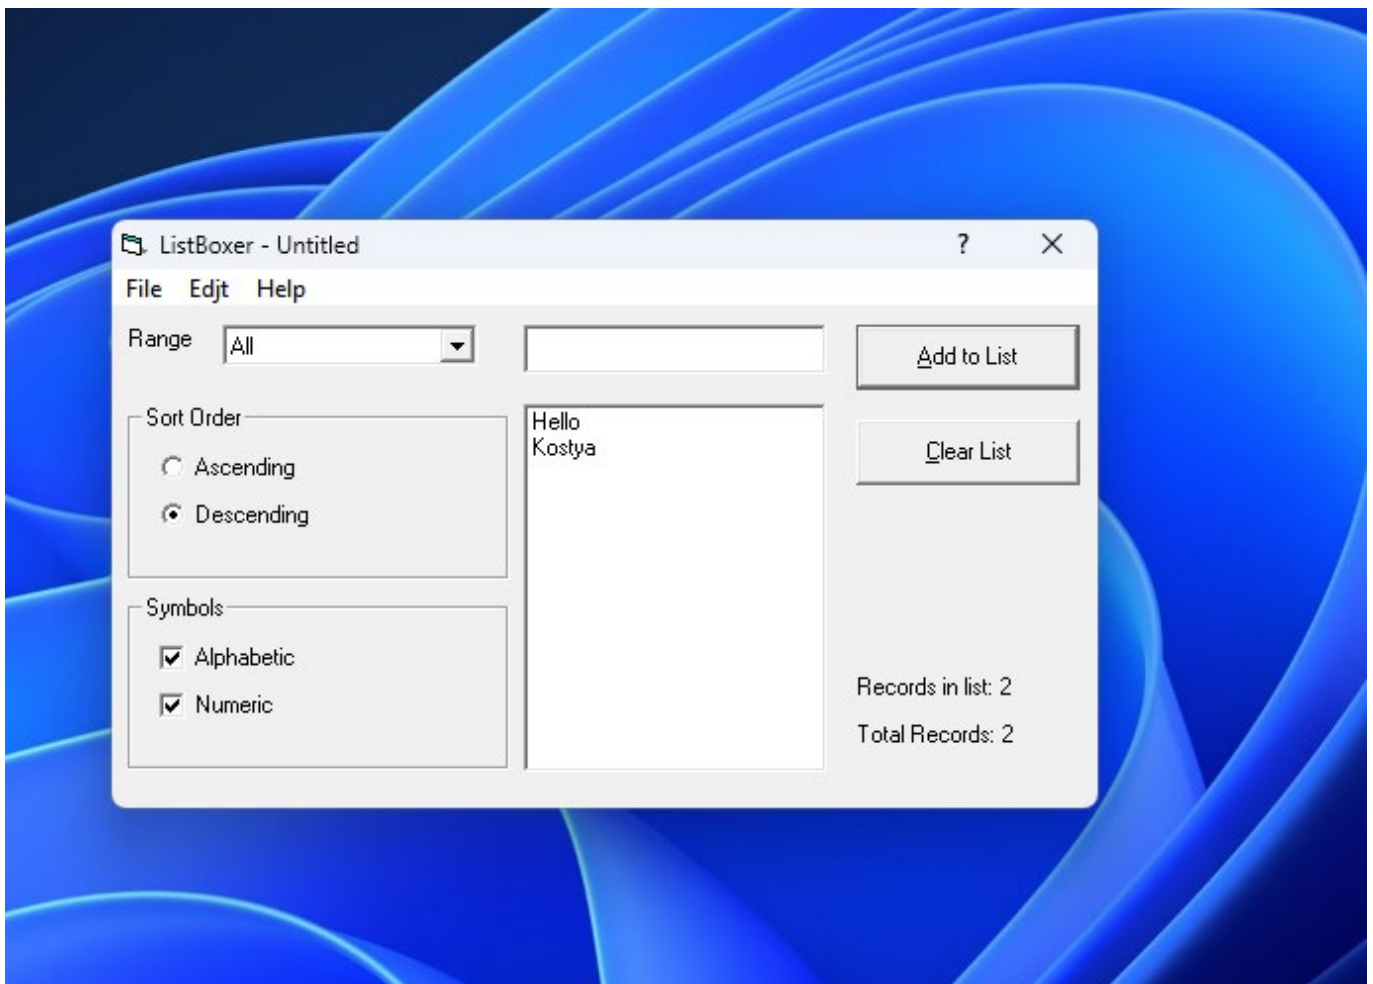 ListBoxer - Untitled
File Edjt Help
Range All
Add to List
Sort Order
Ascending
Descending
Hello
Kostya
Clear List
Symbols
Alphabetic
Numeric
Records in list: 2
Total Records: 2